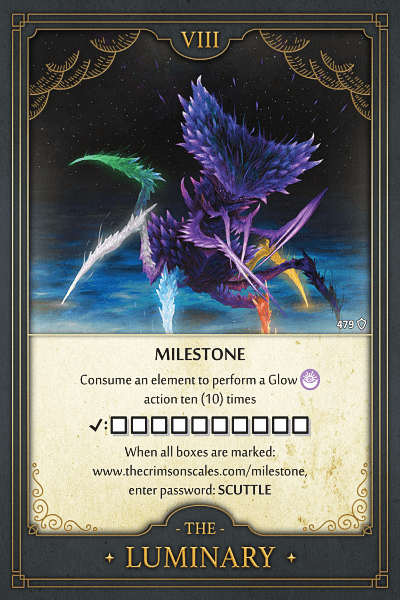 VIII
479
MILESTONE
Consume an element to perform a Glow
action ten (10) times
✓:□□□□□□□□□□
When all boxes are marked:
www.thecrimsonscales.com/milestone,
enter password: SCUTTLE
- THE -
LUMINARY